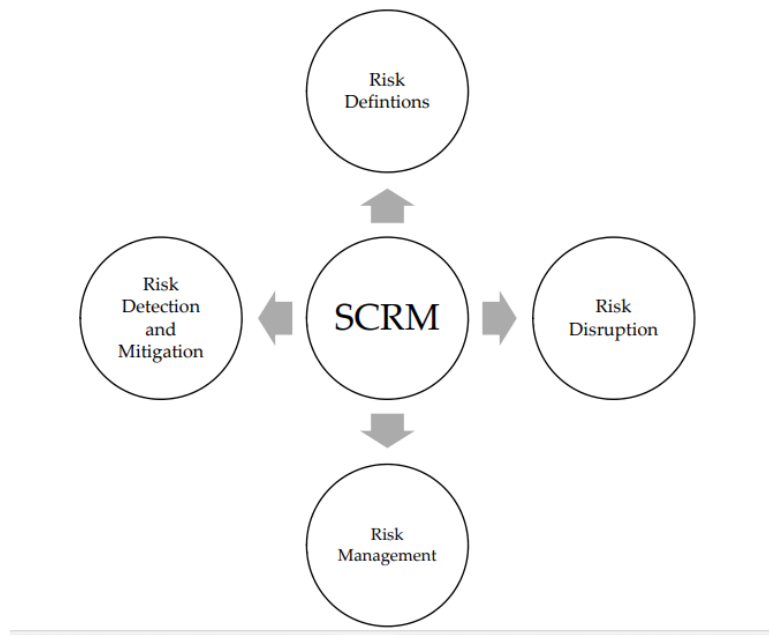 Risk
Defintions
Risk
Detection
and
Mitigation
SCRM
Risk
Disruption
Risk
Management